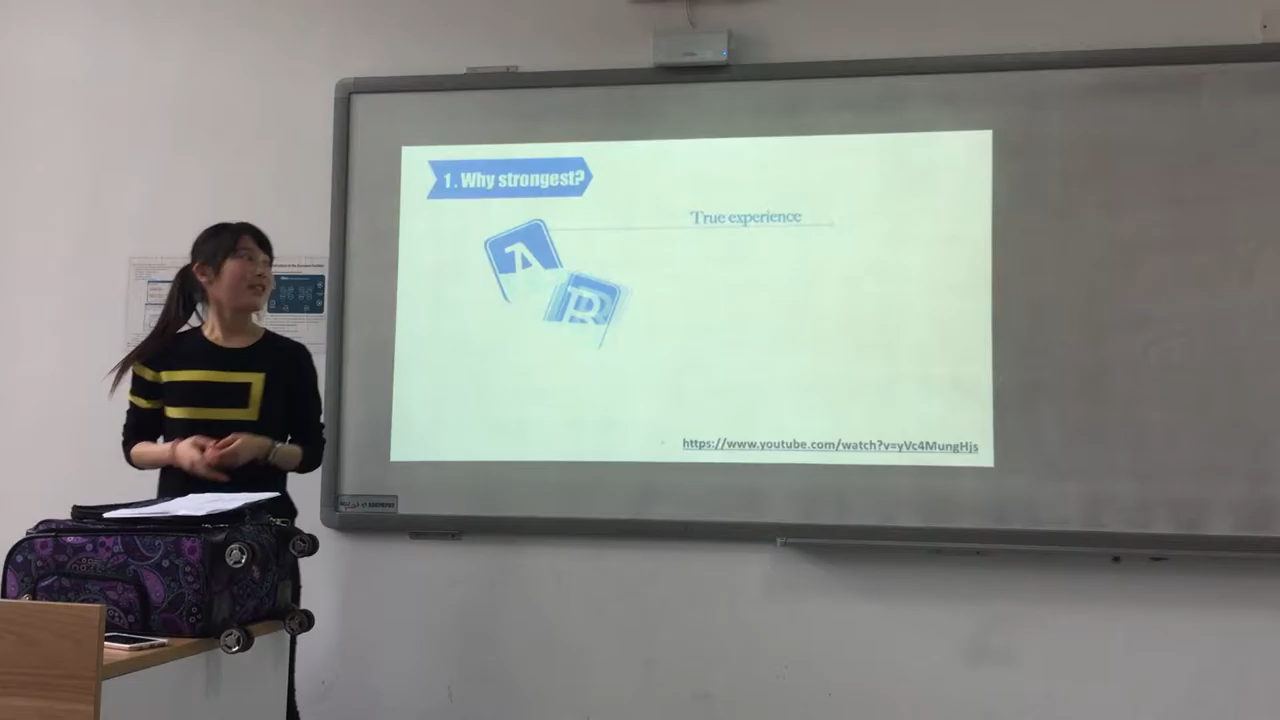 1. Why strongest?
True experience
A
B
https://www.youtube.com/watch?v=yVc4MungHjs